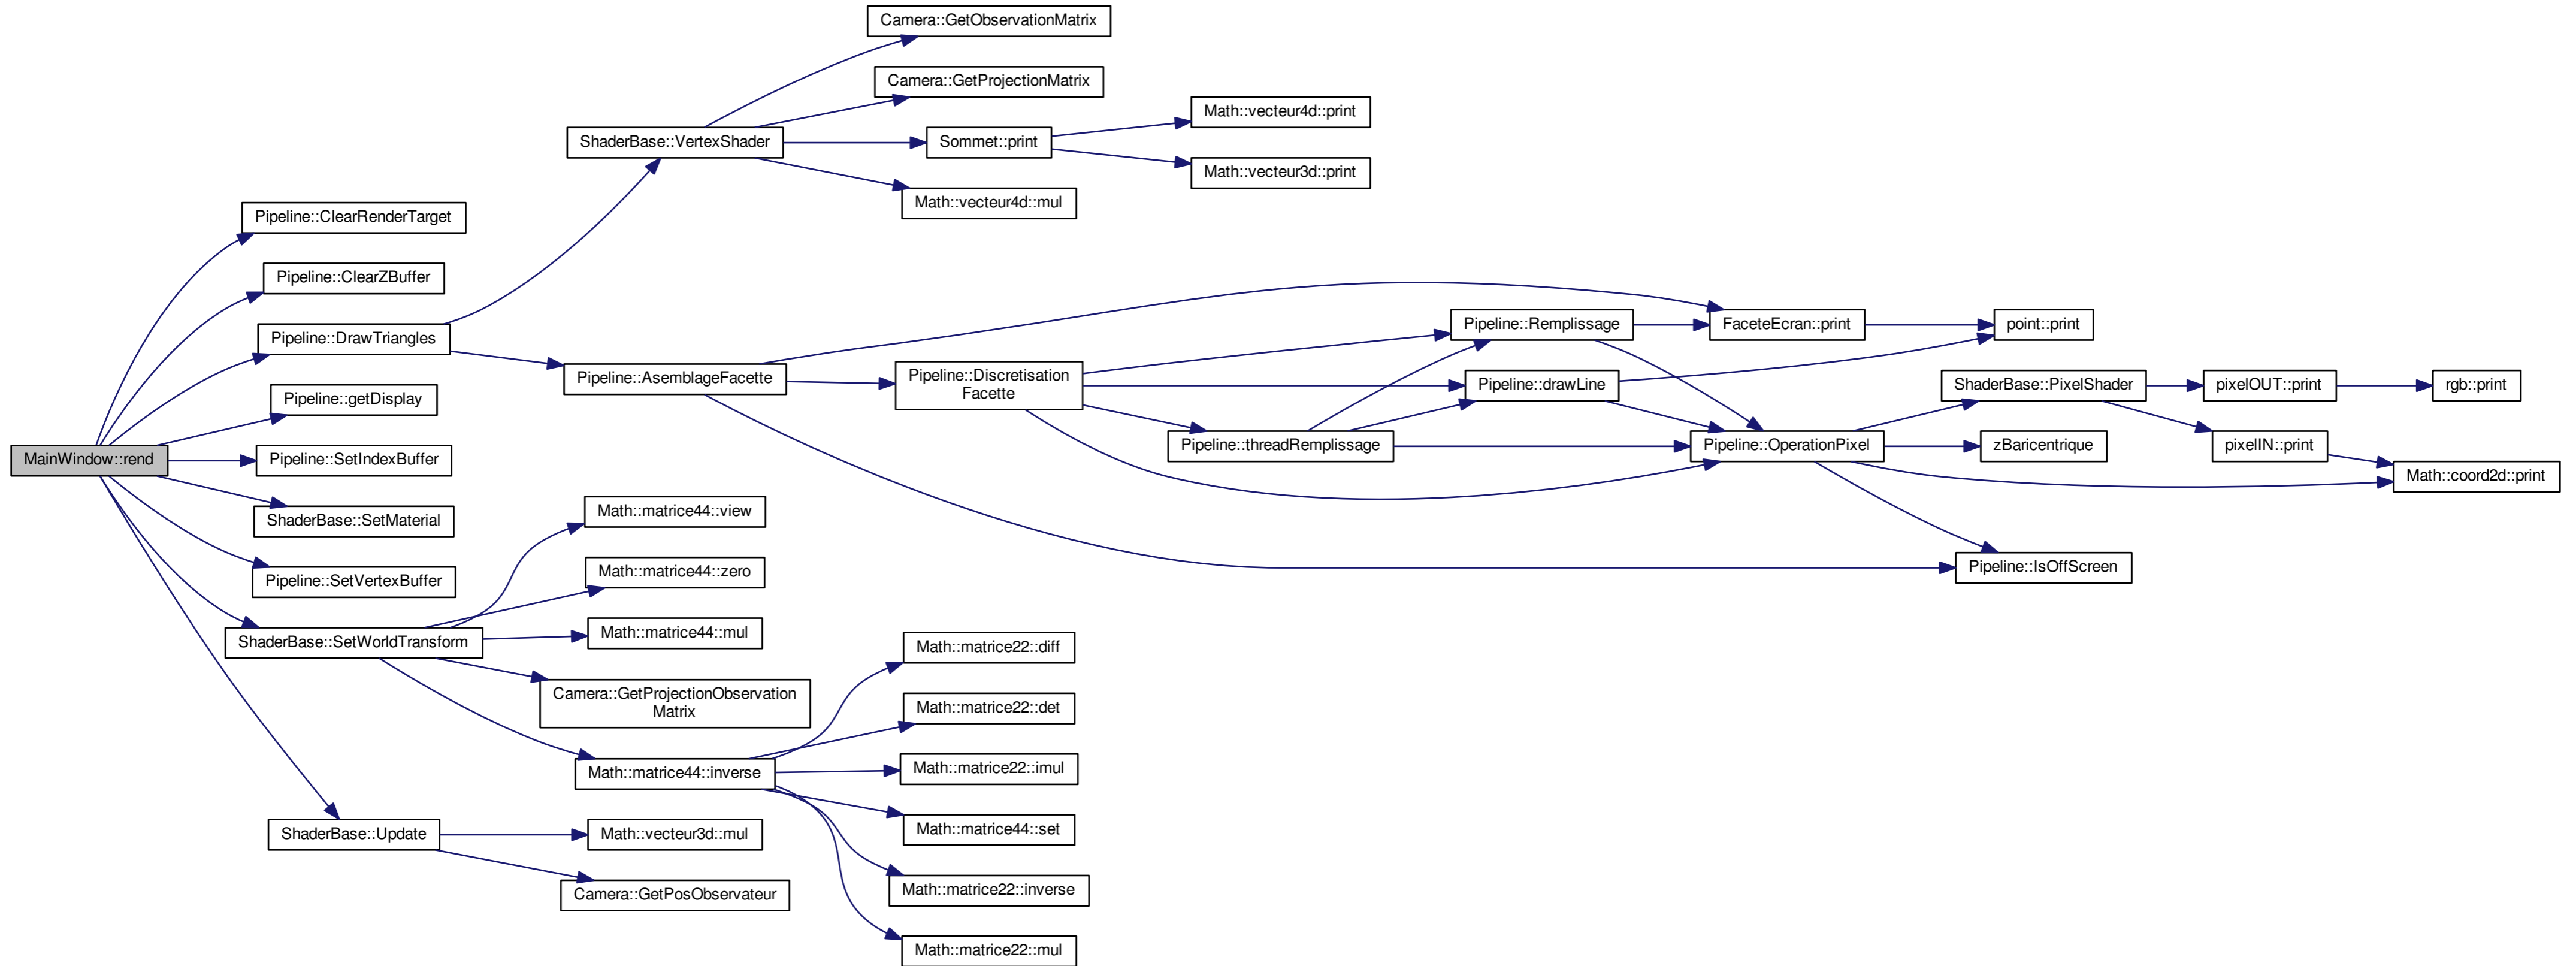 Camera::GetObservationMatrix
Camera::GetProjectionMatrix
Math::vecteur4d::print
ShaderBase::VertexShader
Sommet::print
Math::vecteur3d::print
Math::vecteur4d::mul
Pipeline::ClearRenderTarget
Pipeline::ClearZBuffer
Pipeline::DrawTriangles
Pipeline::Remplissage
FaceteEcran::print
point::print
Pipeline::AsemblageFacette
Pipeline::Discretisation
Facette
Pipeline::drawLine
ShaderBase::PixelShader
pixelOUT::print
rgb::print
Pipeline::getDisplay
Pipeline::threadRemplissage
Pipeline::OperationPixel
zBaricentrique
pixelIN::print
MainWindow::rend
Pipeline::SetIndexBuffer
Math::coord2d::print
ShaderBase::SetMaterial
Math::matrice44::view
Pipeline::IsOffScreen
Pipeline::SetVertexBuffer
Math::matrice44::zero
ShaderBase::SetWorldTransform
Math::matrice44::mul
Math::matrice22::diff
Camera::GetProjectionObservation
Matrix
Math::matrice22::det
Math::matrice44::inverse
Math::matrice22::imul
ShaderBase::Update
Math::vecteur3d::mul
Math::matrice44::set
Camera::GetPosObservateur
Math::matrice22::inverse
Math::matrice22::mul